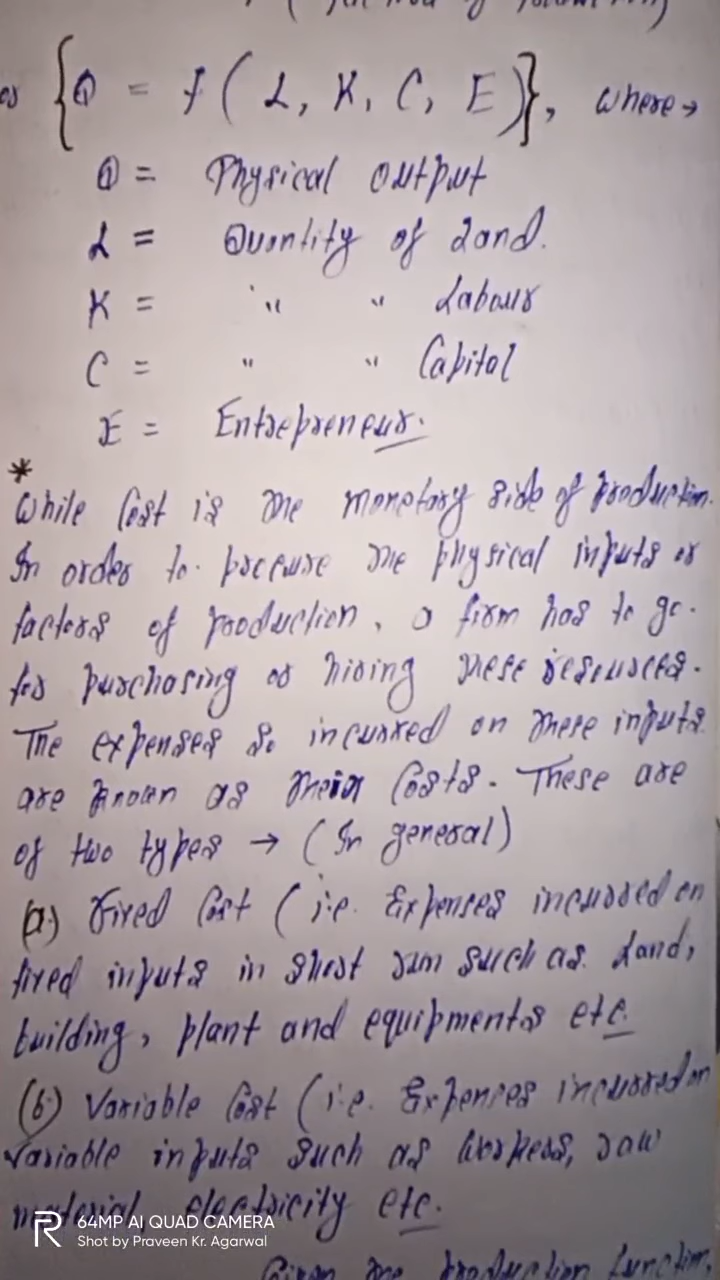 or {Q = f (L, K, C, E)}, where →
Q = Physical output
L = Quantity of Land.
K = " " Labour
C = " " Capital
E = Entrepreneur.
*
While Cost is the monetary side of production.
In order to procure the physical inputs or
factors of production, a firm has to go
for purchasing or hiring these resources.
The expenses so incurred on these inputs
are known as their Costs. These are
of two types → (In general)
(a) Fixed Cost (i.e. Expenses incurred on
fixed inputs in short run such as Land,
building, plant and equipments etc.
(b) Variable Cost (i.e. Expenses incurred on
variable inputs such as workers, raw
material, electricity etc.
64MP AI QUAD CAMERA
Shot by Praveen Kr. Agarwal
Given the production function,